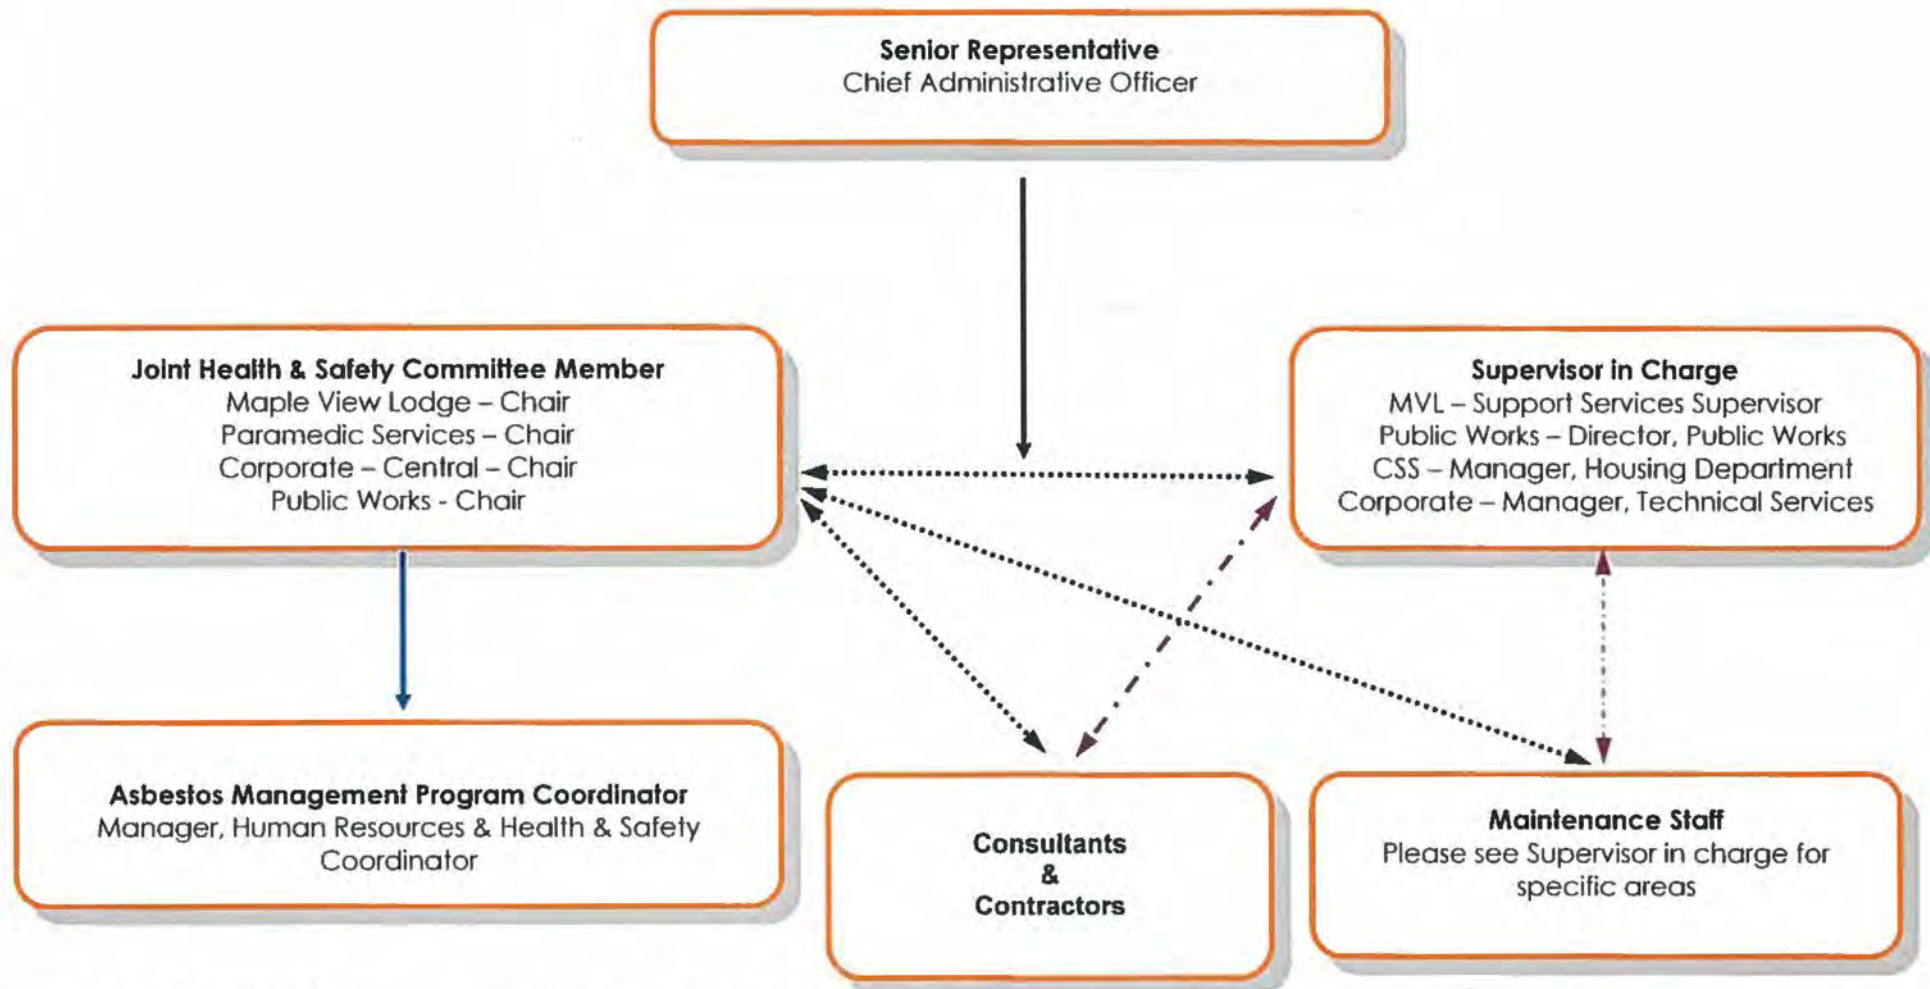 Senior Representative
Chief Administrative Officer
Joint Health & Safety Committee Member
Maple View Lodge – Chair
Paramedic Services – Chair
Corporate – Central – Chair
Public Works - Chair
Supervisor in Charge
MVL – Support Services Supervisor
Public Works – Director, Public Works
CSS – Manager, Housing Department
Corporate – Manager, Technical Services
Asbestos Management Program Coordinator
Manager, Human Resources & Health & Safety
Coordinator
Consultants
&
Contractors
Maintenance Staff
Please see Supervisor in charge for
specific areas